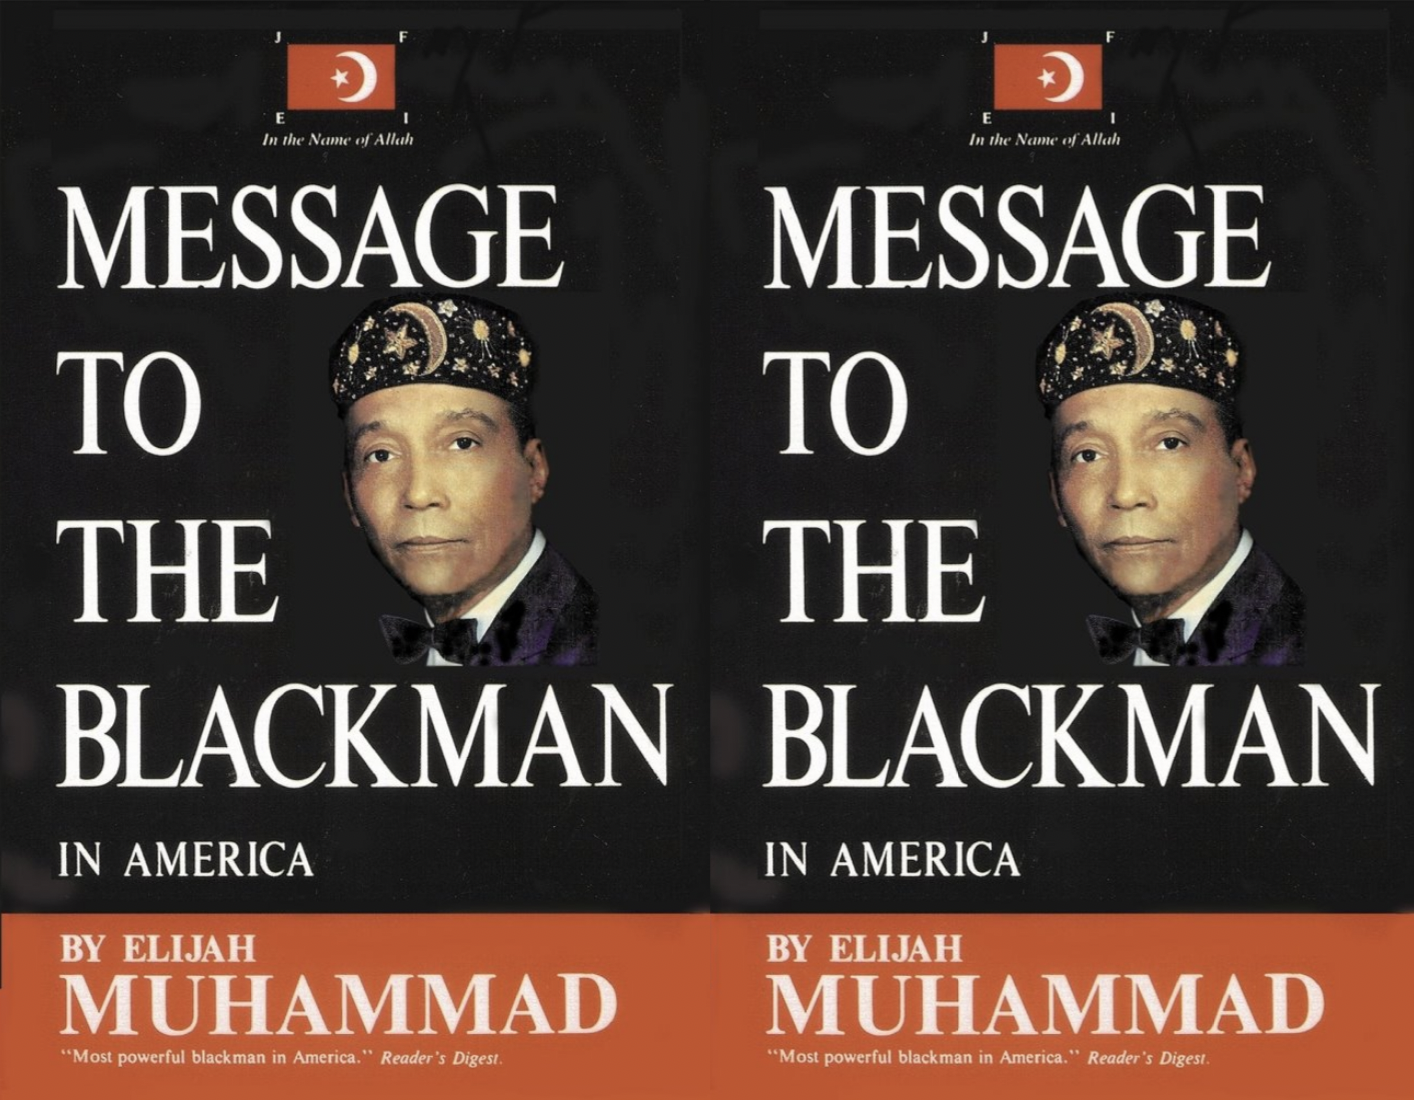 J F
E I
In the Name of Allah
MESSAGE
TO
THE
BLACKMAN
IN AMERICA
BY ELIJAH
MUHAMMAD
"Most powerful blackman in America." Reader's Digest.
J F
E I
In the Name of Allah
MESSAGE
TO
THE
BLACKMAN
IN AMERICA
BY ELIJAH
MUHAMMAD
"Most powerful blackman in America." Reader's Digest.